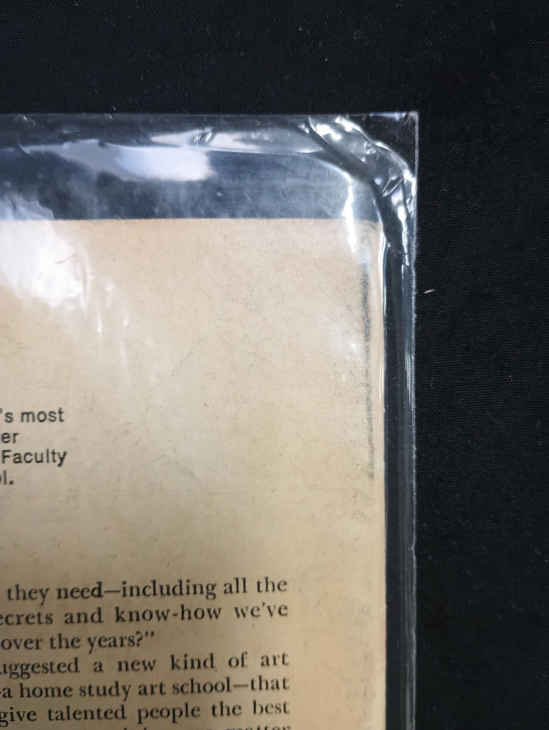 's most
er
Faculty
l.
they need—including all the
ecrets and know-how we've
over the years?"
uggested a new kind of art
a home study art school—that
give talented people the best
matter